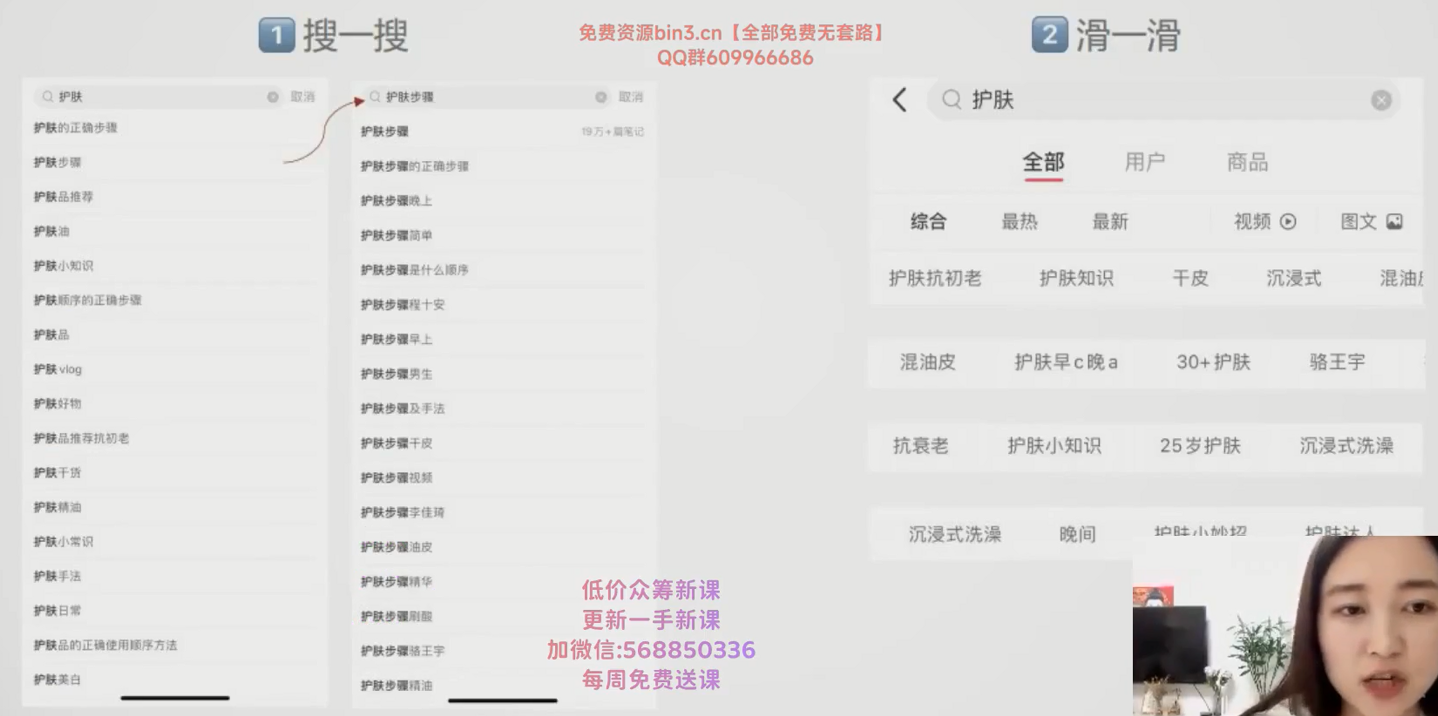 1 搜一搜
免费资源bin3.cn【全部免费无套路】
QQ群609966686
2 滑一滑
护肤 取消
护肤的正确步骤
护肤步骤
护肤品推荐
护肤油
护肤小知识
护肤顺序的正确步骤
护肤品
护肤 vlog
护肤好物
护肤品推荐抗初老
护肤干货
护肤精油
护肤小常识
护肤手法
护肤日常
护肤品的正确使用顺序方法
护肤美白
护肤步骤 取消
护肤步骤 19万+篇笔记
护肤步骤的正确步骤
护肤步骤晚上
护肤步骤简单
护肤步骤是什么顺序
护肤步骤程十安
护肤步骤早上
护肤步骤男生
护肤步骤及手法
护肤步骤干皮
护肤步骤视频
护肤步骤李佳琦
护肤步骤油皮
护肤步骤精华
护肤步骤刷酸
护肤步骤骆王宇
护肤步骤精油
护肤
全部 用户 商品
综合 最热 最新 视频 图文
护肤抗初老 护肤知识 干皮 沉浸式 混油
混油皮 护肤早c晚a 30+护肤 骆王宇
抗衰老 护肤小知识 25岁护肤 沉浸式洗澡
沉浸式洗澡 晚间 护肤小妙招 护肤达人
低价众筹新课
更新一手新课
加微信:568850336
每周免费送课